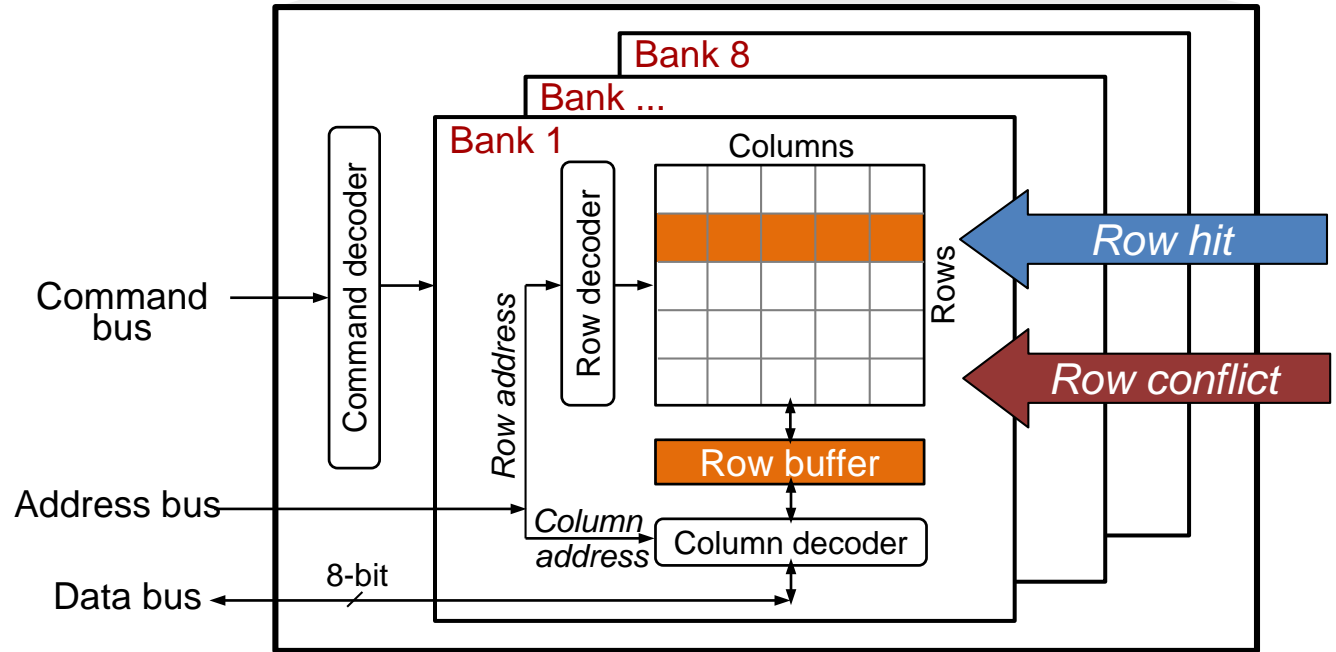 Bank 8
Bank ...
Bank 1
Columns
Command decoder
Row decoder
Rows
Row hit
Command
bus
Row address
Row conflict
Row buffer
Address bus
Column
address
Column decoder
8-bit
Data bus